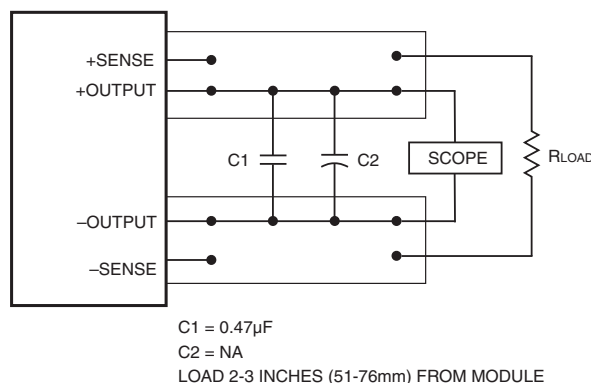 +SENSE
+OUTPUT
C1
C2
SCOPE
RLOAD
–OUTPUT
–SENSE
C1 = 0.47µF
C2 = NA
LOAD 2-3 INCHES (51-76mm) FROM MODULE